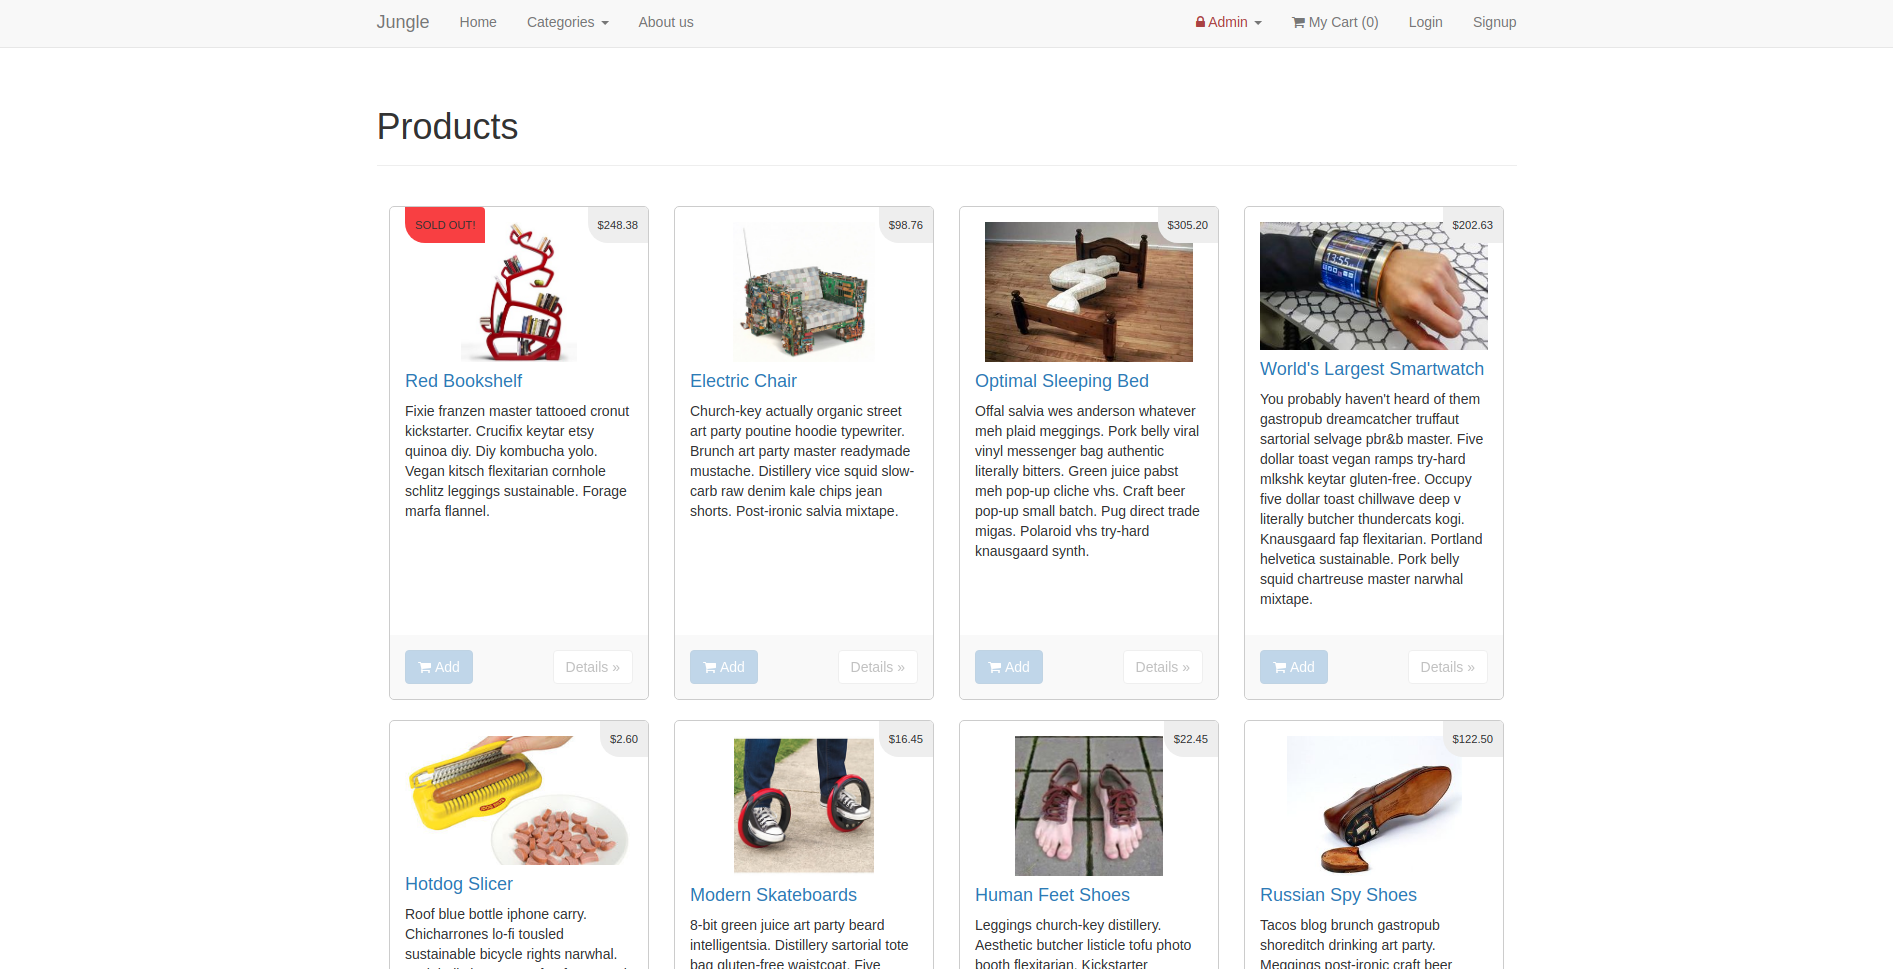 Jungle Home Categories About us Admin My Cart (0) Login Signup
Products
SOLD OUT!
$248.38
Red Bookshelf
Fixie franzen master tattooed cronut
kickstarter. Crucifix keytar etsy
quinoa diy. Diy kombucha yolo.
Vegan kitsch flexitarian cornhole
schlitz leggings sustainable. Forage
marfa flannel.
Add Details »
$98.76
Electric Chair
Church-key actually organic street
art party poutine hoodie typewriter.
Brunch art party master readymade
mustache. Distillery vice squid slow-
carb raw denim kale chips jean
shorts. Post-ironic salvia mixtape.
Add Details »
$305.20
Optimal Sleeping Bed
Offal salvia wes anderson whatever
meh plaid meggings. Pork belly viral
vinyl messenger bag authentic
literally bitters. Green juice pabst
meh pop-up cliche vhs. Craft beer
pop-up small batch. Pug direct trade
migas. Polaroid vhs try-hard
knausgaard synth.
Add Details »
$202.63
13:55
World's Largest Smartwatch
You probably haven't heard of them
gastropub dreamcatcher truffaut
sartorial selvage pbr&b master. Five
dollar toast vegan ramps try-hard
mlkshk keytar gluten-free. Occupy
five dollar toast chillwave deep v
literally butcher thundercats kogi.
Knausgaard fap flexitarian. Portland
helvetica sustainable. Pork belly
squid chartreuse master narwhal
mixtape.
Add Details »
$2.60
Hotdog Slicer
Roof blue bottle iphone carry.
Chicharrones lo-fi tousled
sustainable bicycle rights narwhal.
$16.45
Modern Skateboards
8-bit green juice art party beard
intelligentsia. Distillery sartorial tote
bag gluten-free waistcoat. Five
$22.45
Human Feet Shoes
Leggings church-key distillery.
Aesthetic butcher listicle tofu photo
booth flexitarian. Kickstarter
$122.50
Russian Spy Shoes
Tacos blog brunch gastropub
shoreditch drinking art party.
Meggings post-ironic craft beer